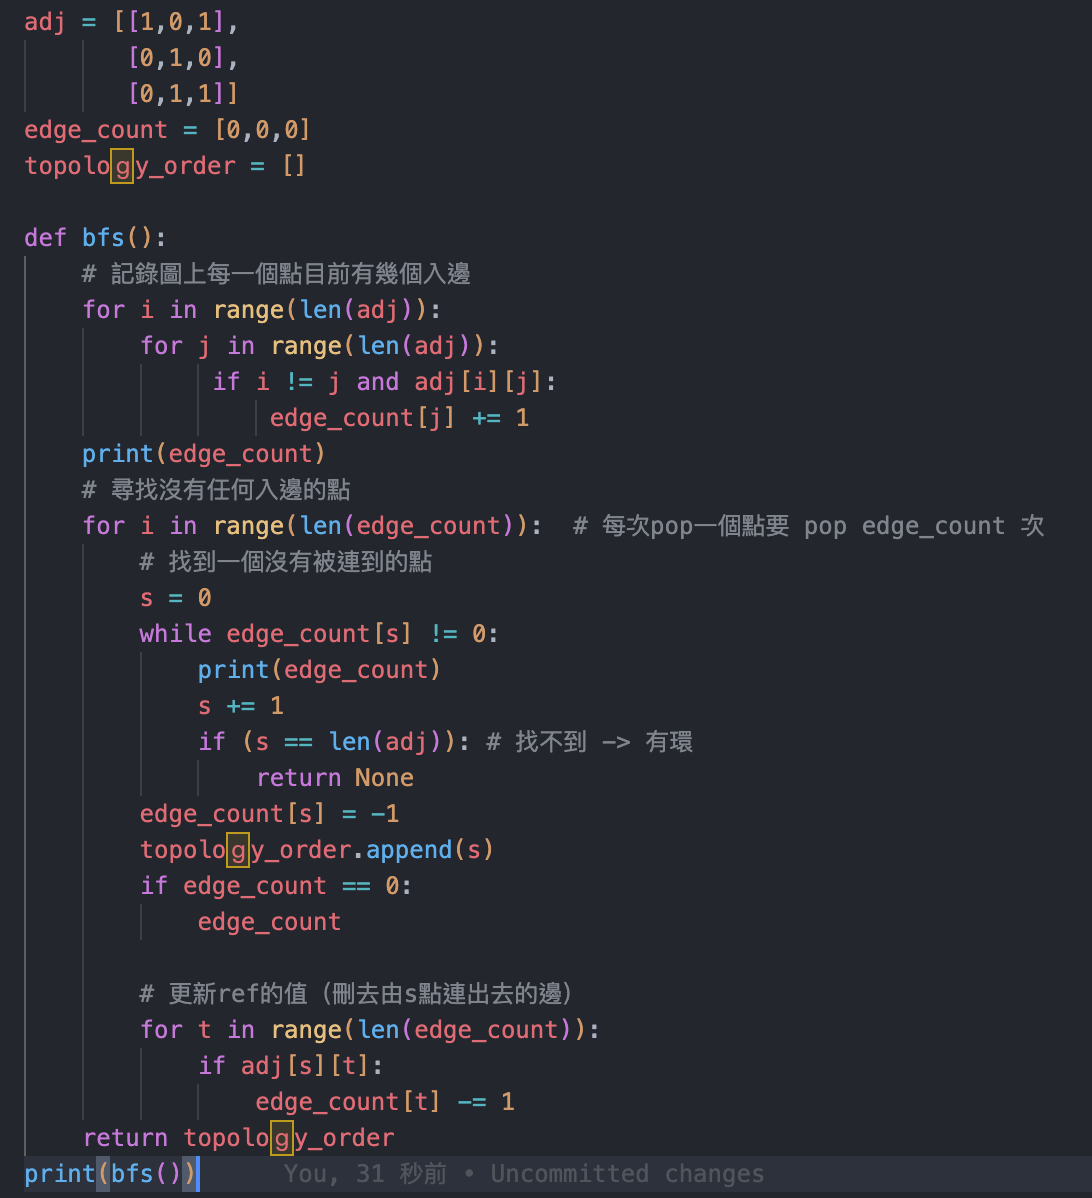 adj = [[1,0,1],
       [0,1,0],
       [0,1,1]]
edge_count = [0,0,0]
topology_order = []

def bfs():
    # 記錄圖上每一個點目前有幾個入邊
    for i in range(len(adj)):
        for j in range(len(adj)):
             if i != j and adj[i][j]:
                 edge_count[j] += 1
    print(edge_count)
    # 尋找沒有任何入邊的點
    for i in range(len(edge_count)):  # 每次pop一個點要 pop edge_count 次
        # 找到一個沒有被連到的點
        s = 0
        while edge_count[s] != 0:
            print(edge_count)
            s += 1
            if (s == len(adj)): # 找不到 -> 有環
                return None
        edge_count[s] = -1
        topology_order.append(s)
        if edge_count == 0:
            edge_count

        # 更新ref的值（刪去由s點連出去的邊）
        for t in range(len(edge_count)):
            if adj[s][t]:
                edge_count[t] -= 1
    return topology_order
print(bfs())      You, 31 秒前 • Uncommitted changes